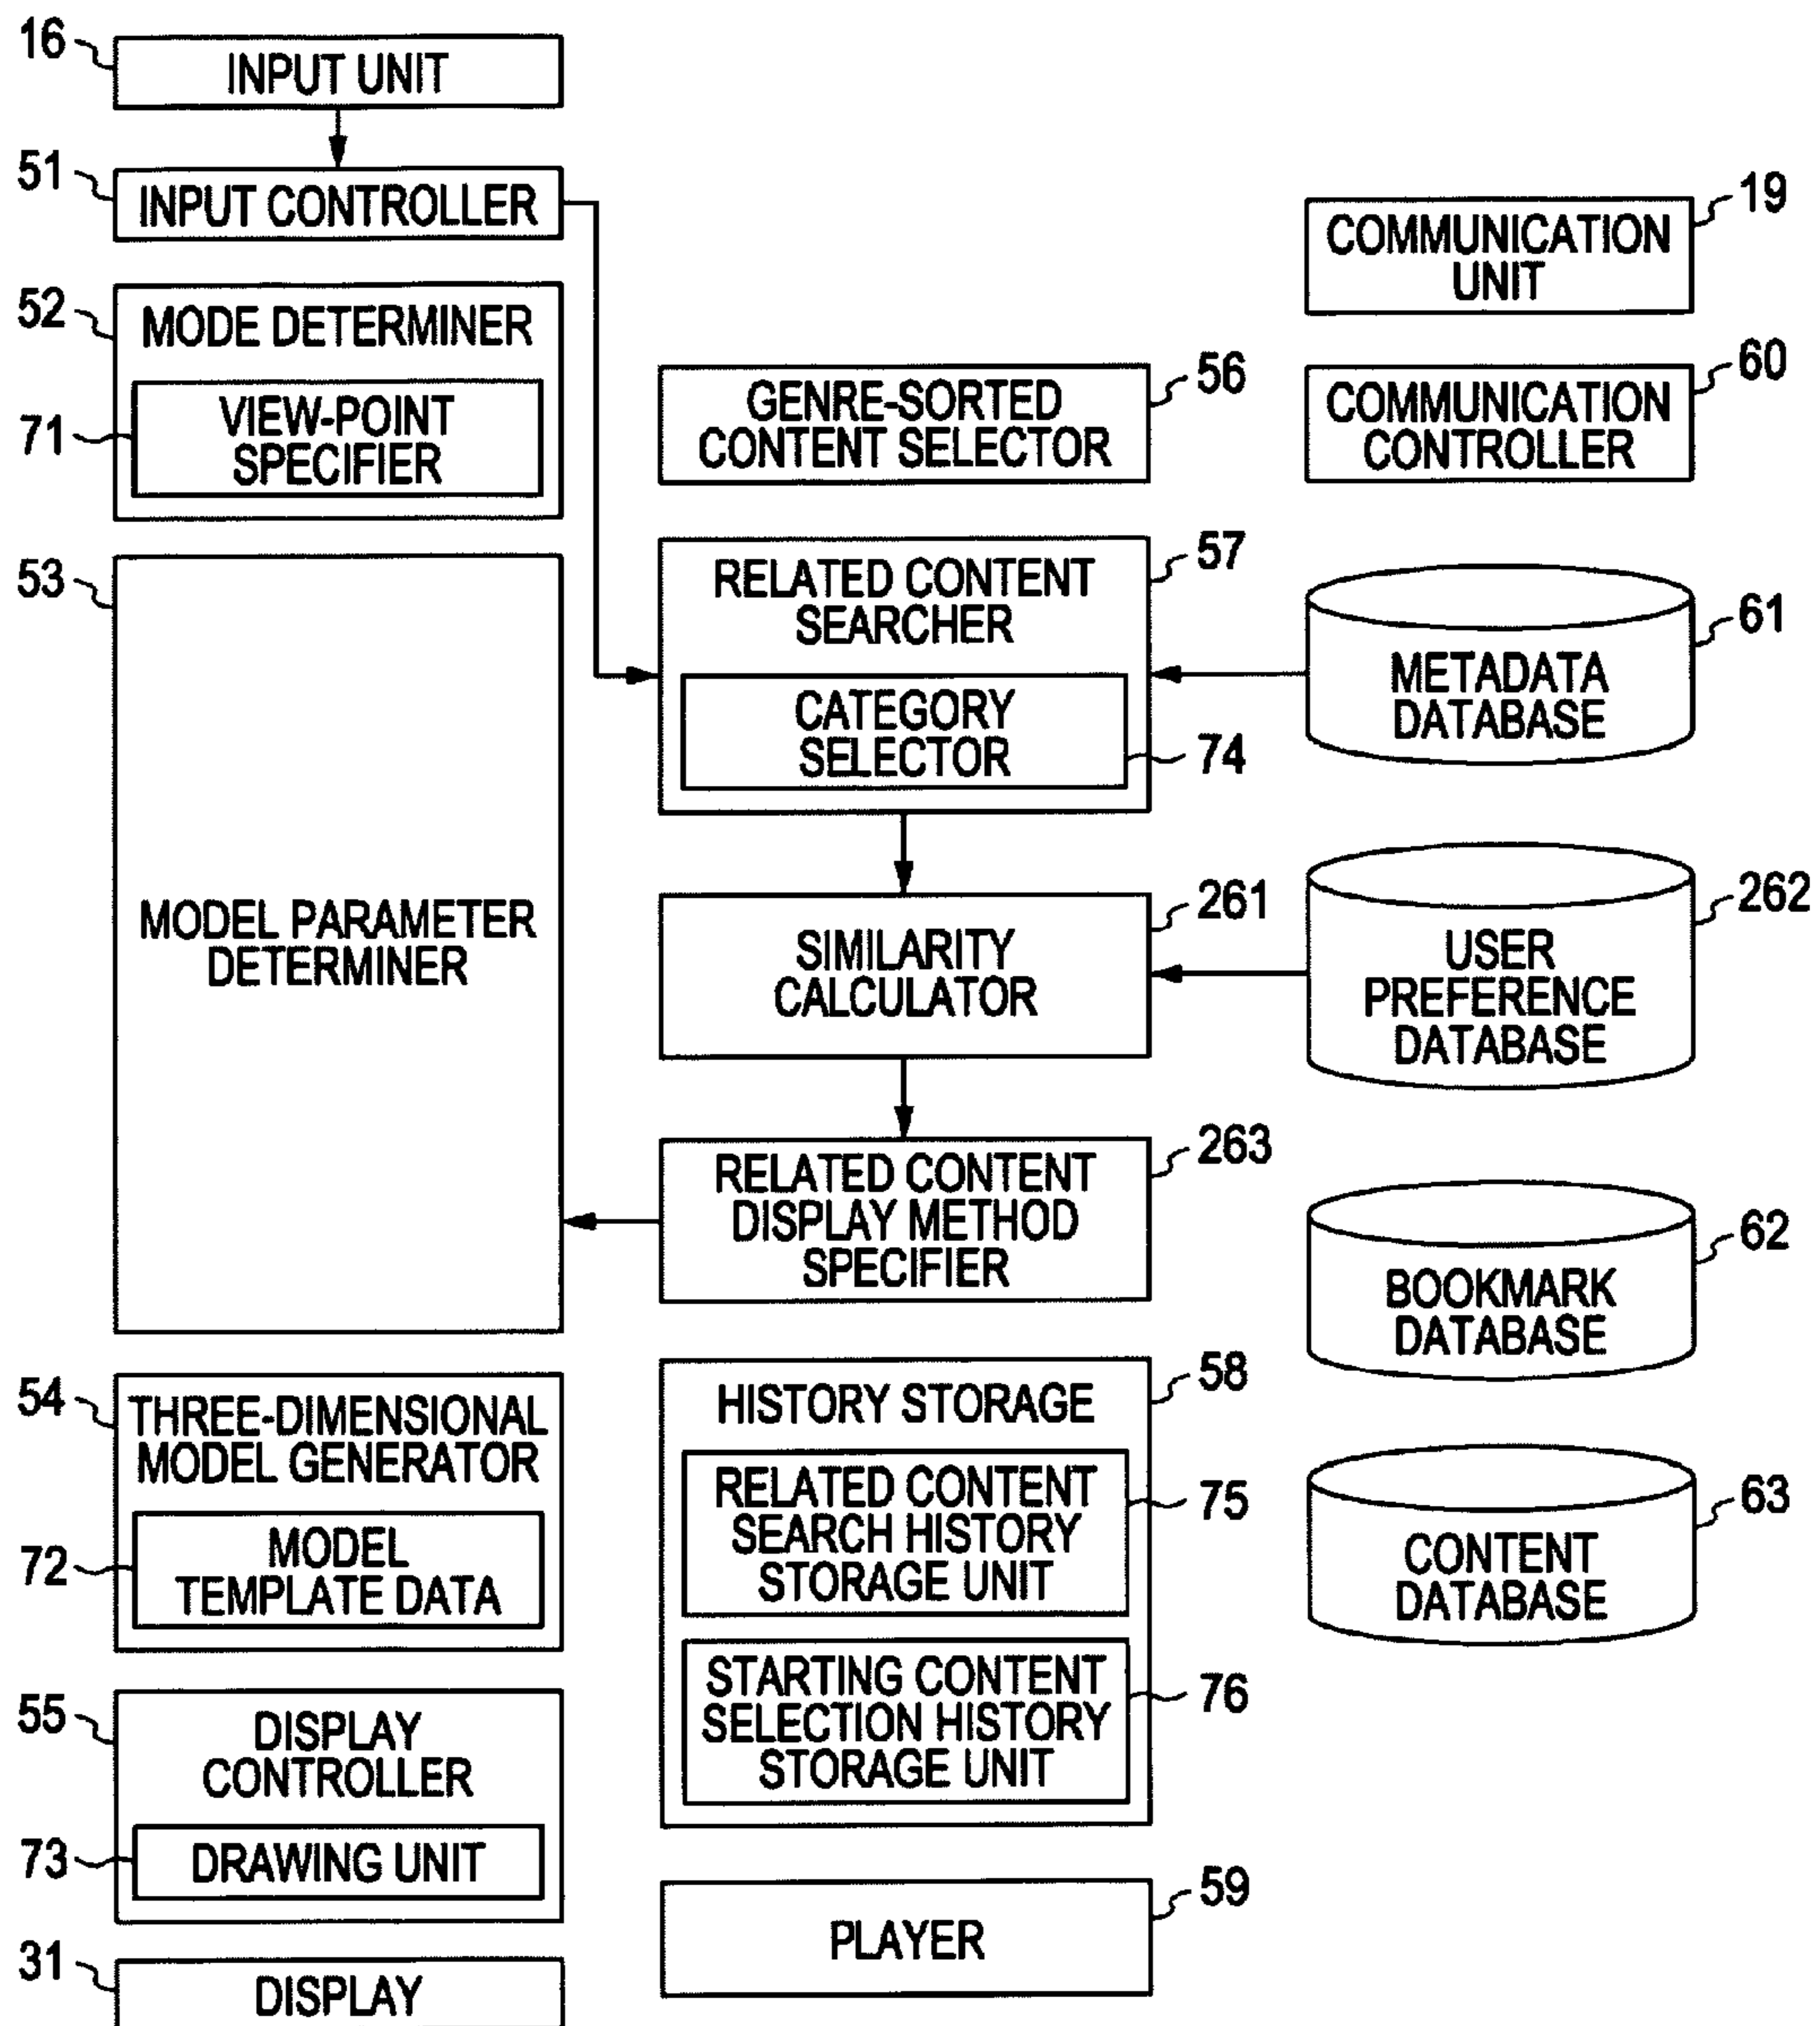 16
INPUT UNIT
51
INPUT CONTROLLER
52
MODE DETERMINER
71
VIEW-POINT
SPECIFIER
53
MODEL PARAMETER
DETERMINER
54
THREE-DIMENSIONAL
MODEL GENERATOR
72
MODEL
TEMPLATE DATA
55
DISPLAY
CONTROLLER
73
DRAWING UNIT
31
DISPLAY
56
GENRE-SORTED
CONTENT SELECTOR
57
RELATED CONTENT
SEARCHER
CATEGORY
SELECTOR
74
261
SIMILARITY
CALCULATOR
263
RELATED CONTENT
DISPLAY METHOD
SPECIFIER
58
HISTORY STORAGE
RELATED CONTENT
SEARCH HISTORY
STORAGE UNIT
75
STARTING CONTENT
SELECTION HISTORY
STORAGE UNIT
76
59
PLAYER
19
COMMUNICATION
UNIT
60
COMMUNICATION
CONTROLLER
61
METADATA
DATABASE
262
USER
PREFERENCE
DATABASE
62
BOOKMARK
DATABASE
63
CONTENT
DATABASE